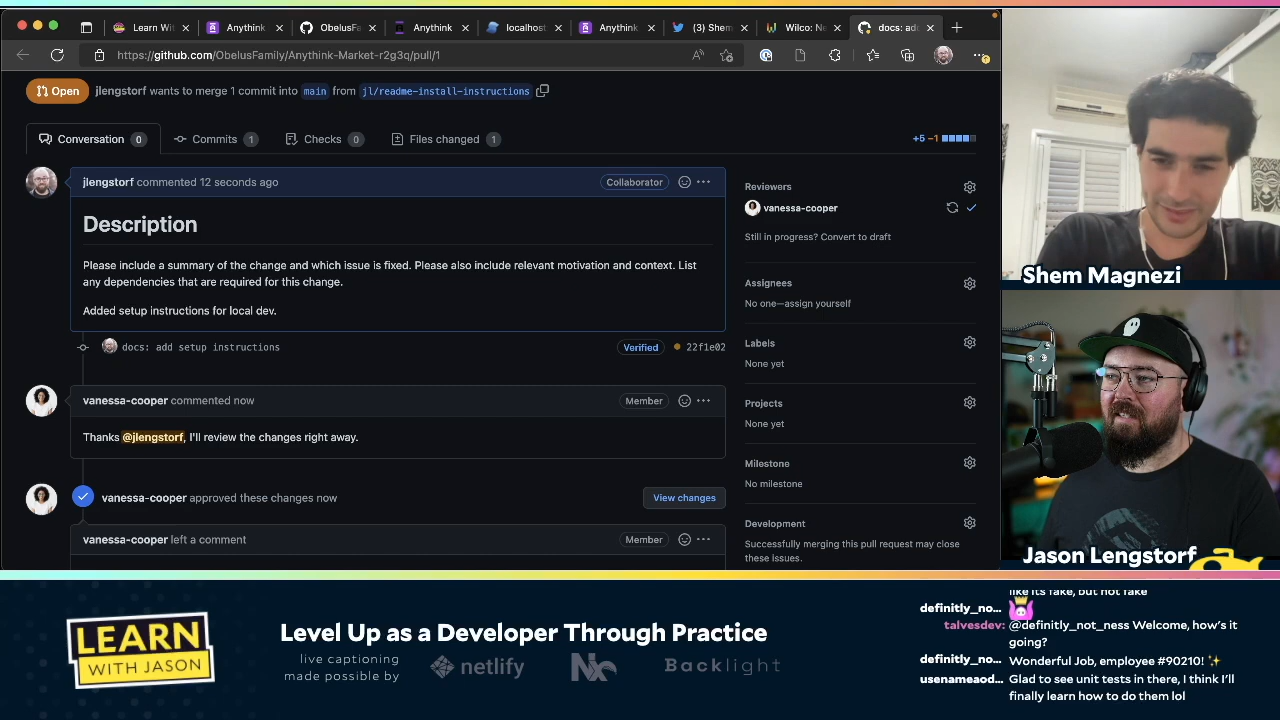 Learn Wit
Anythink
ObelusFa
Anythink
localhost
Anythink
(3) Shem
Wilco: Ne
docs: add
https://github.com/ObelusFamily/Anythink-Market-r2g3q/pull/1
Open
jlengstorf wants to merge 1 commit into main from jl/readme-install-instructions
Conversation 0
Commits 1
Checks 0
Files changed 1
+5 −1
jlengstorf commented 12 seconds ago
Collaborator
Description
Please include a summary of the change and which issue is fixed. Please also include relevant motivation and context. List
any dependencies that are required for this change.
Added setup instructions for local dev.
docs: add setup instructions
Verified
22f1e02
vanessa-cooper commented now
Member
Thanks @jlengstorf, I'll review the changes right away.
vanessa-cooper approved these changes now
View changes
vanessa-cooper left a comment
Member
Reviewers
vanessa-cooper
Still in progress? Convert to draft
Assignees
No one—assign yourself
Labels
None yet
Projects
None yet
Milestone
No milestone
Development
Successfully merging this pull request may close
these issues.
Shem Magnezi
Jason Lengstorf
LEARN
WITH JASON
Level Up as a Developer Through Practice
live captioning
made possible by
netlify
Backlight
like its fake, but not fake
definitly_no...
talvesdev: @definitly_not_ness Welcome, how's it
going?
definitly_no... Wonderful Job, employee #90210! ✨
usenameaod... Glad to see unit tests in there, I think I'll
finally learn how to do them lol